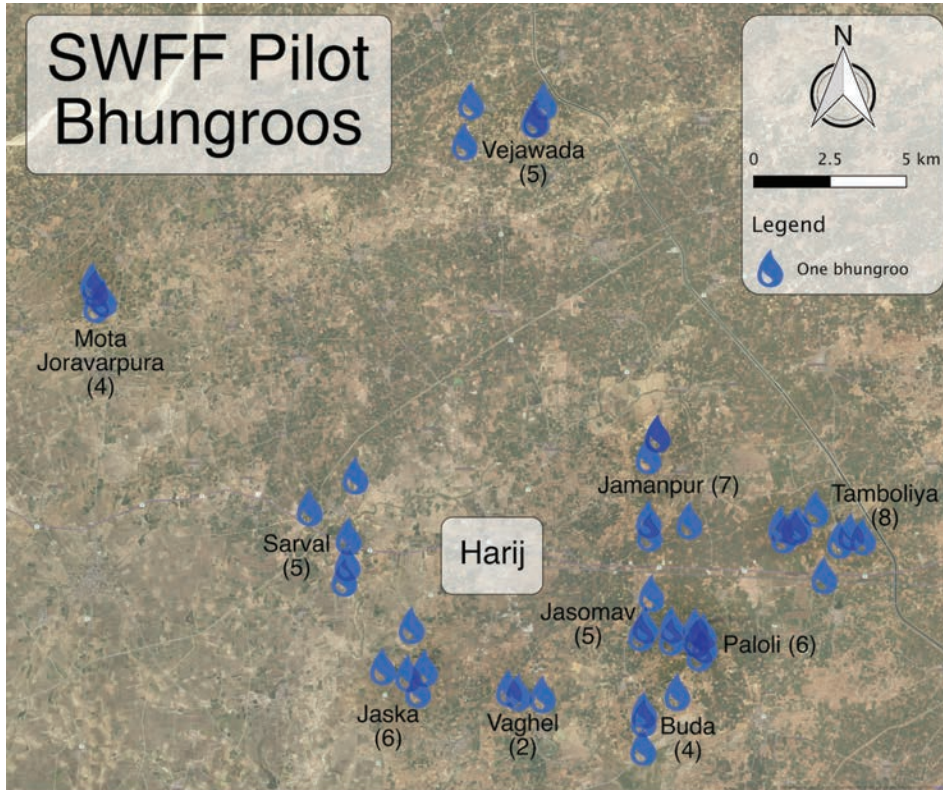 SWFF Pilot
Bhungroos
N
0 2.5 5 km
Legend
One bhungroo
Vejawada
(5)
Mota
Joravarpura
(4)
Jamanpur (7)
Tamboliya
(8)
Sarval
(5)
Harij
Jasomav
(5)
Paloli (6)
Jaska
(6)
Vaghel
(2)
Buda
(4)